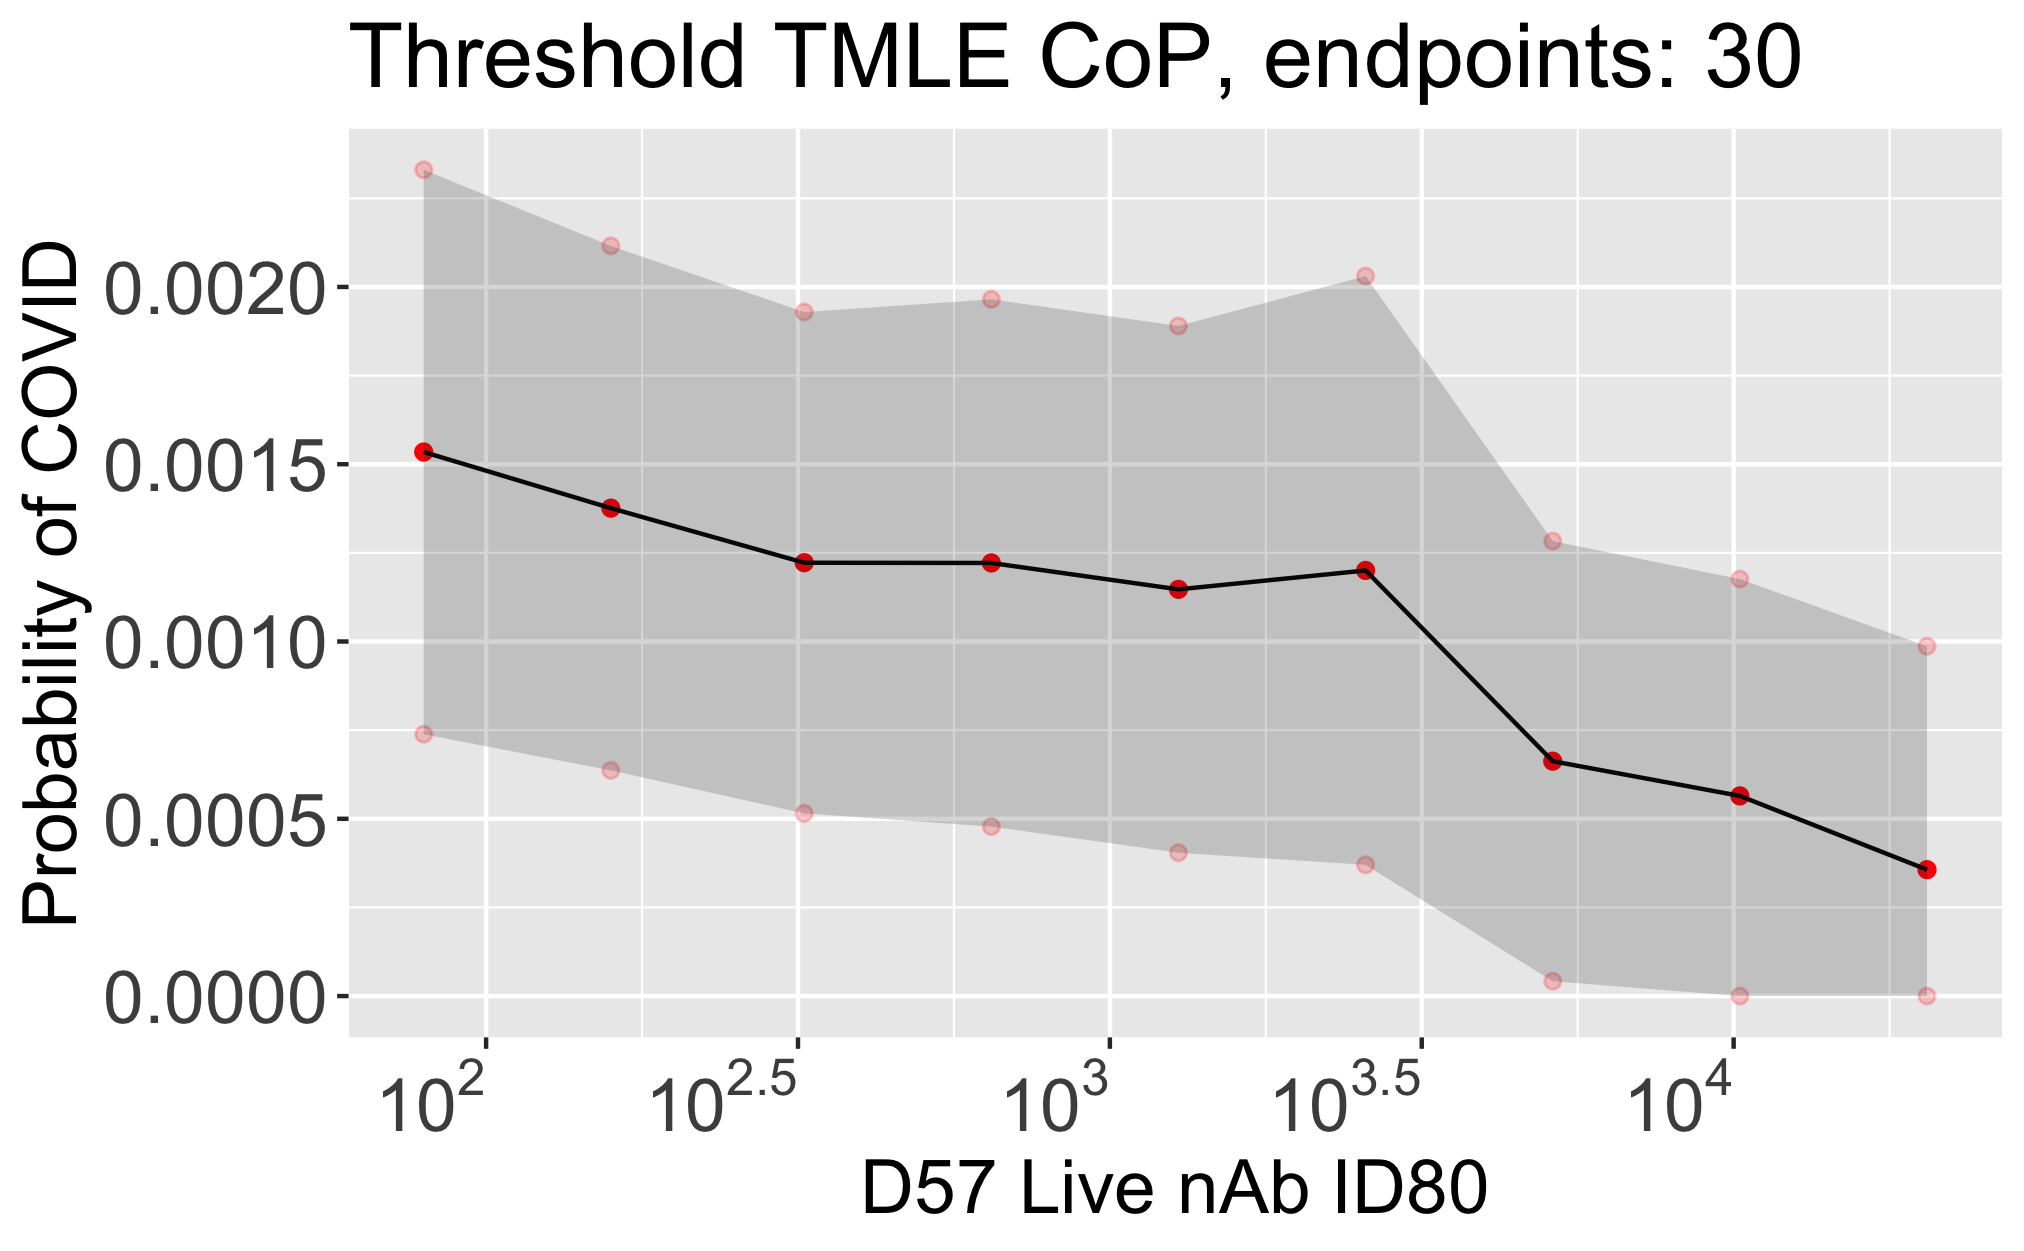 Threshold TMLE CoP, endpoints: 30
Probability of COVID
0.0020
0.0015
0.0010
0.0005
0.0000
10^2 10^2.5 10^3 10^3.5 10^4
D57 Live nAb ID80